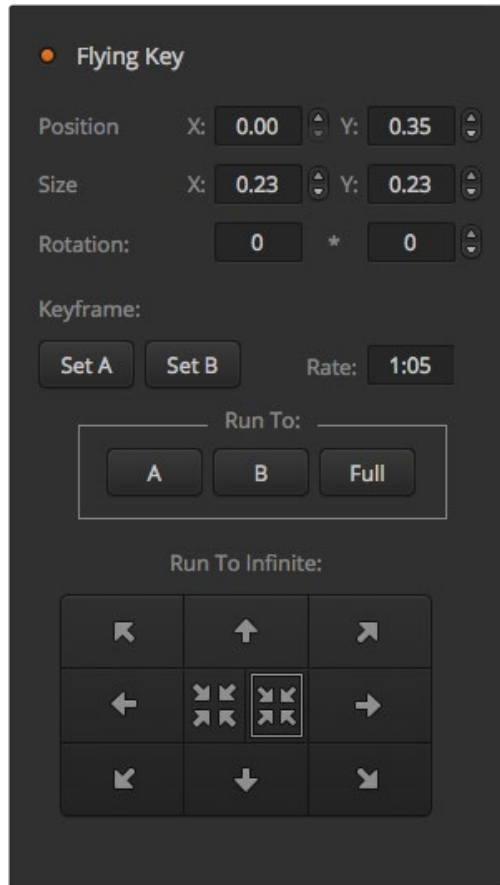 Flying Key
Position X: 0.00 Y: 0.35
Size X: 0.23 Y: 0.23
Rotation: 0 * 0
Keyframe:
Set A Set B Rate: 1:05
Run To:
A B Full
Run To Infinite: